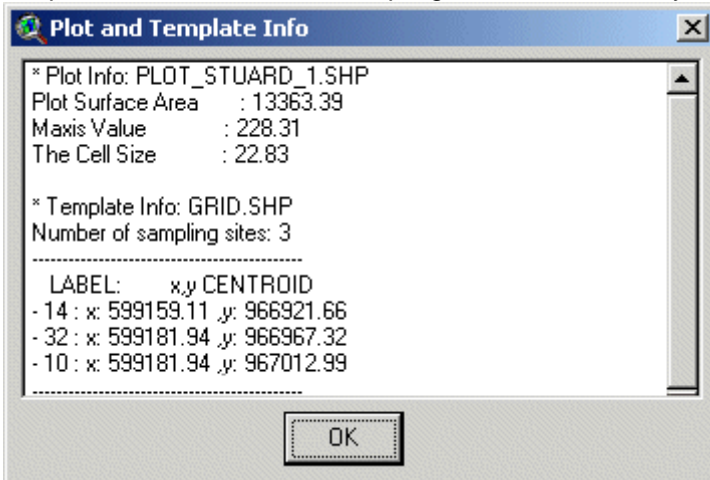 Plot and Template Info
* Plot Info: PLOT_STUARD_1.SHP
Plot Surface Area : 13363.39
Maxis Value : 228.31
The Cell Size : 22.83
* Template Info: GRID.SHP
Number of sampling sites: 3
-------------------------------------------
LABEL: x,y CENTROID
- 14 : x: 599159.11 ,y: 966921.66
- 32 : x: 599181.94 ,y: 966967.32
- 10 : x: 599181.94 ,y: 967012.99
-------------------------------------------
OK